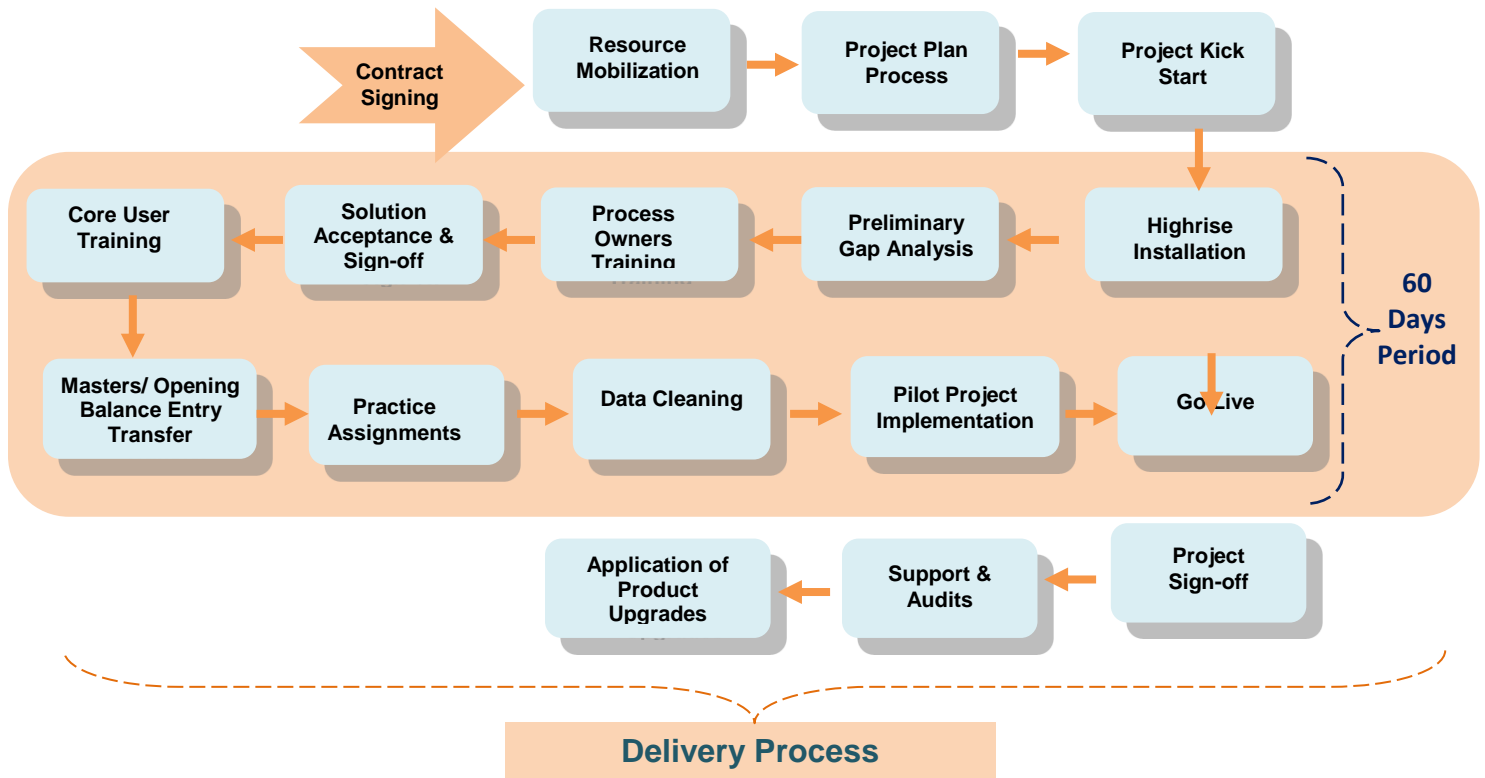 Contract
Signing
Resource
Mobilization
Project Plan
Process
Project Kick
Start
Core User
Training
Solution
Acceptance &
Sign-off
Process
Owners
Training
Preliminary
Gap Analysis
Highrise
Installation
60
Days
Period
Masters/ Opening
Balance Entry
Transfer
Practice
Assignments
Data Cleaning
Pilot Project
Implementation
Go Live
Application of
Product
Upgrades
Support &
Audits
Project
Sign-off
Delivery Process